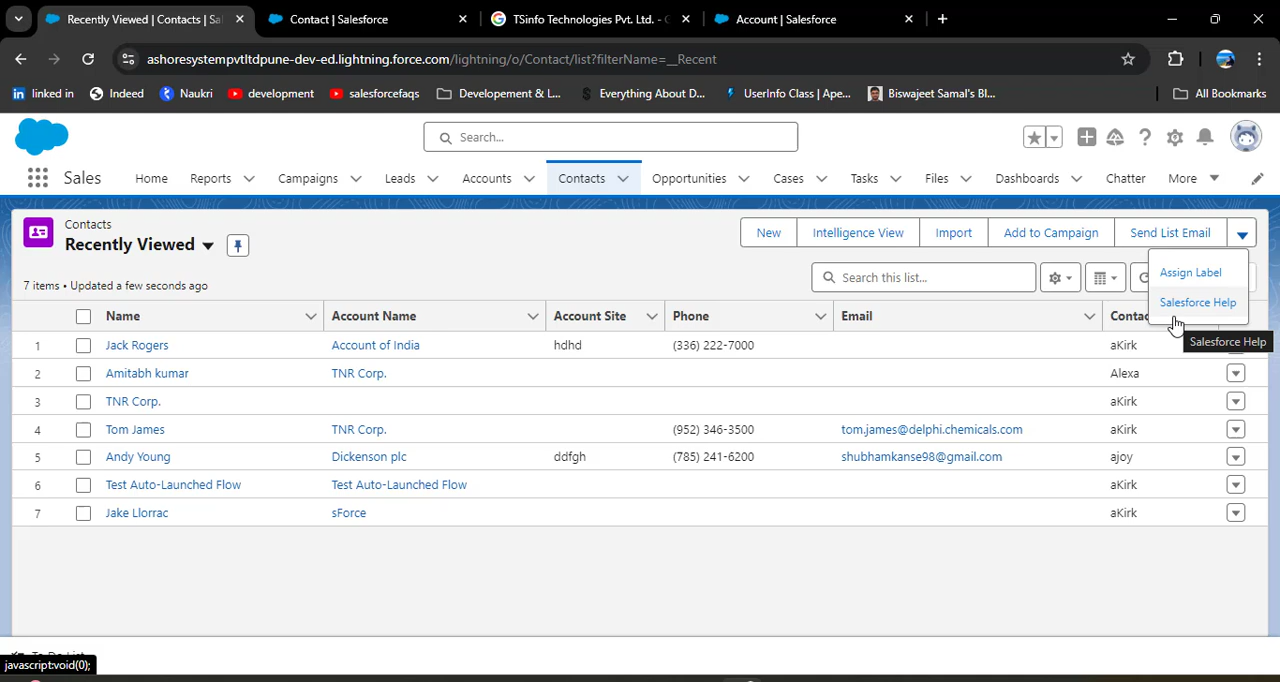 Recently Viewed | Contacts | Sa
Contact | Salesforce
TSinfo Technologies Pvt. Ltd. -
Account | Salesforce
ashoresystempvtltdpune-dev-ed.lightning.force.com/lightning/o/Contact/list?filterName=__Recent
linked in
Indeed
Naukri
development
salesforcefaqs
Developement & L...
Everything About D...
UserInfo Class | Ape...
Biswajeet Samal's Bl...
All Bookmarks
Search...
Sales
Home
Reports
Campaigns
Leads
Accounts
Contacts
Opportunities
Cases
Tasks
Files
Dashboards
Chatter
More
Contacts
Recently Viewed
New
Intelligence View
Import
Add to Campaign
Send List Email
Assign Label
Salesforce Help
Salesforce Help
7 items • Updated a few seconds ago
Search this list...
Name Account Name Account Site Phone Email
1 Jack Rogers Account of India hdhd (336) 222-7000 aKirk
2 Amitabh kumar TNR Corp. Alexa
3 TNR Corp. aKirk
4 Tom James TNR Corp. (952) 346-3500 tom.james@delphi.chemicals.com aKirk
5 Andy Young Dickenson plc ddfgh (785) 241-6200 shubhamkanse98@gmail.com ajoy
6 Test Auto-Launched Flow Test Auto-Launched Flow aKirk
7 Jake Llorrac sForce aKirk
javascript:void(0);